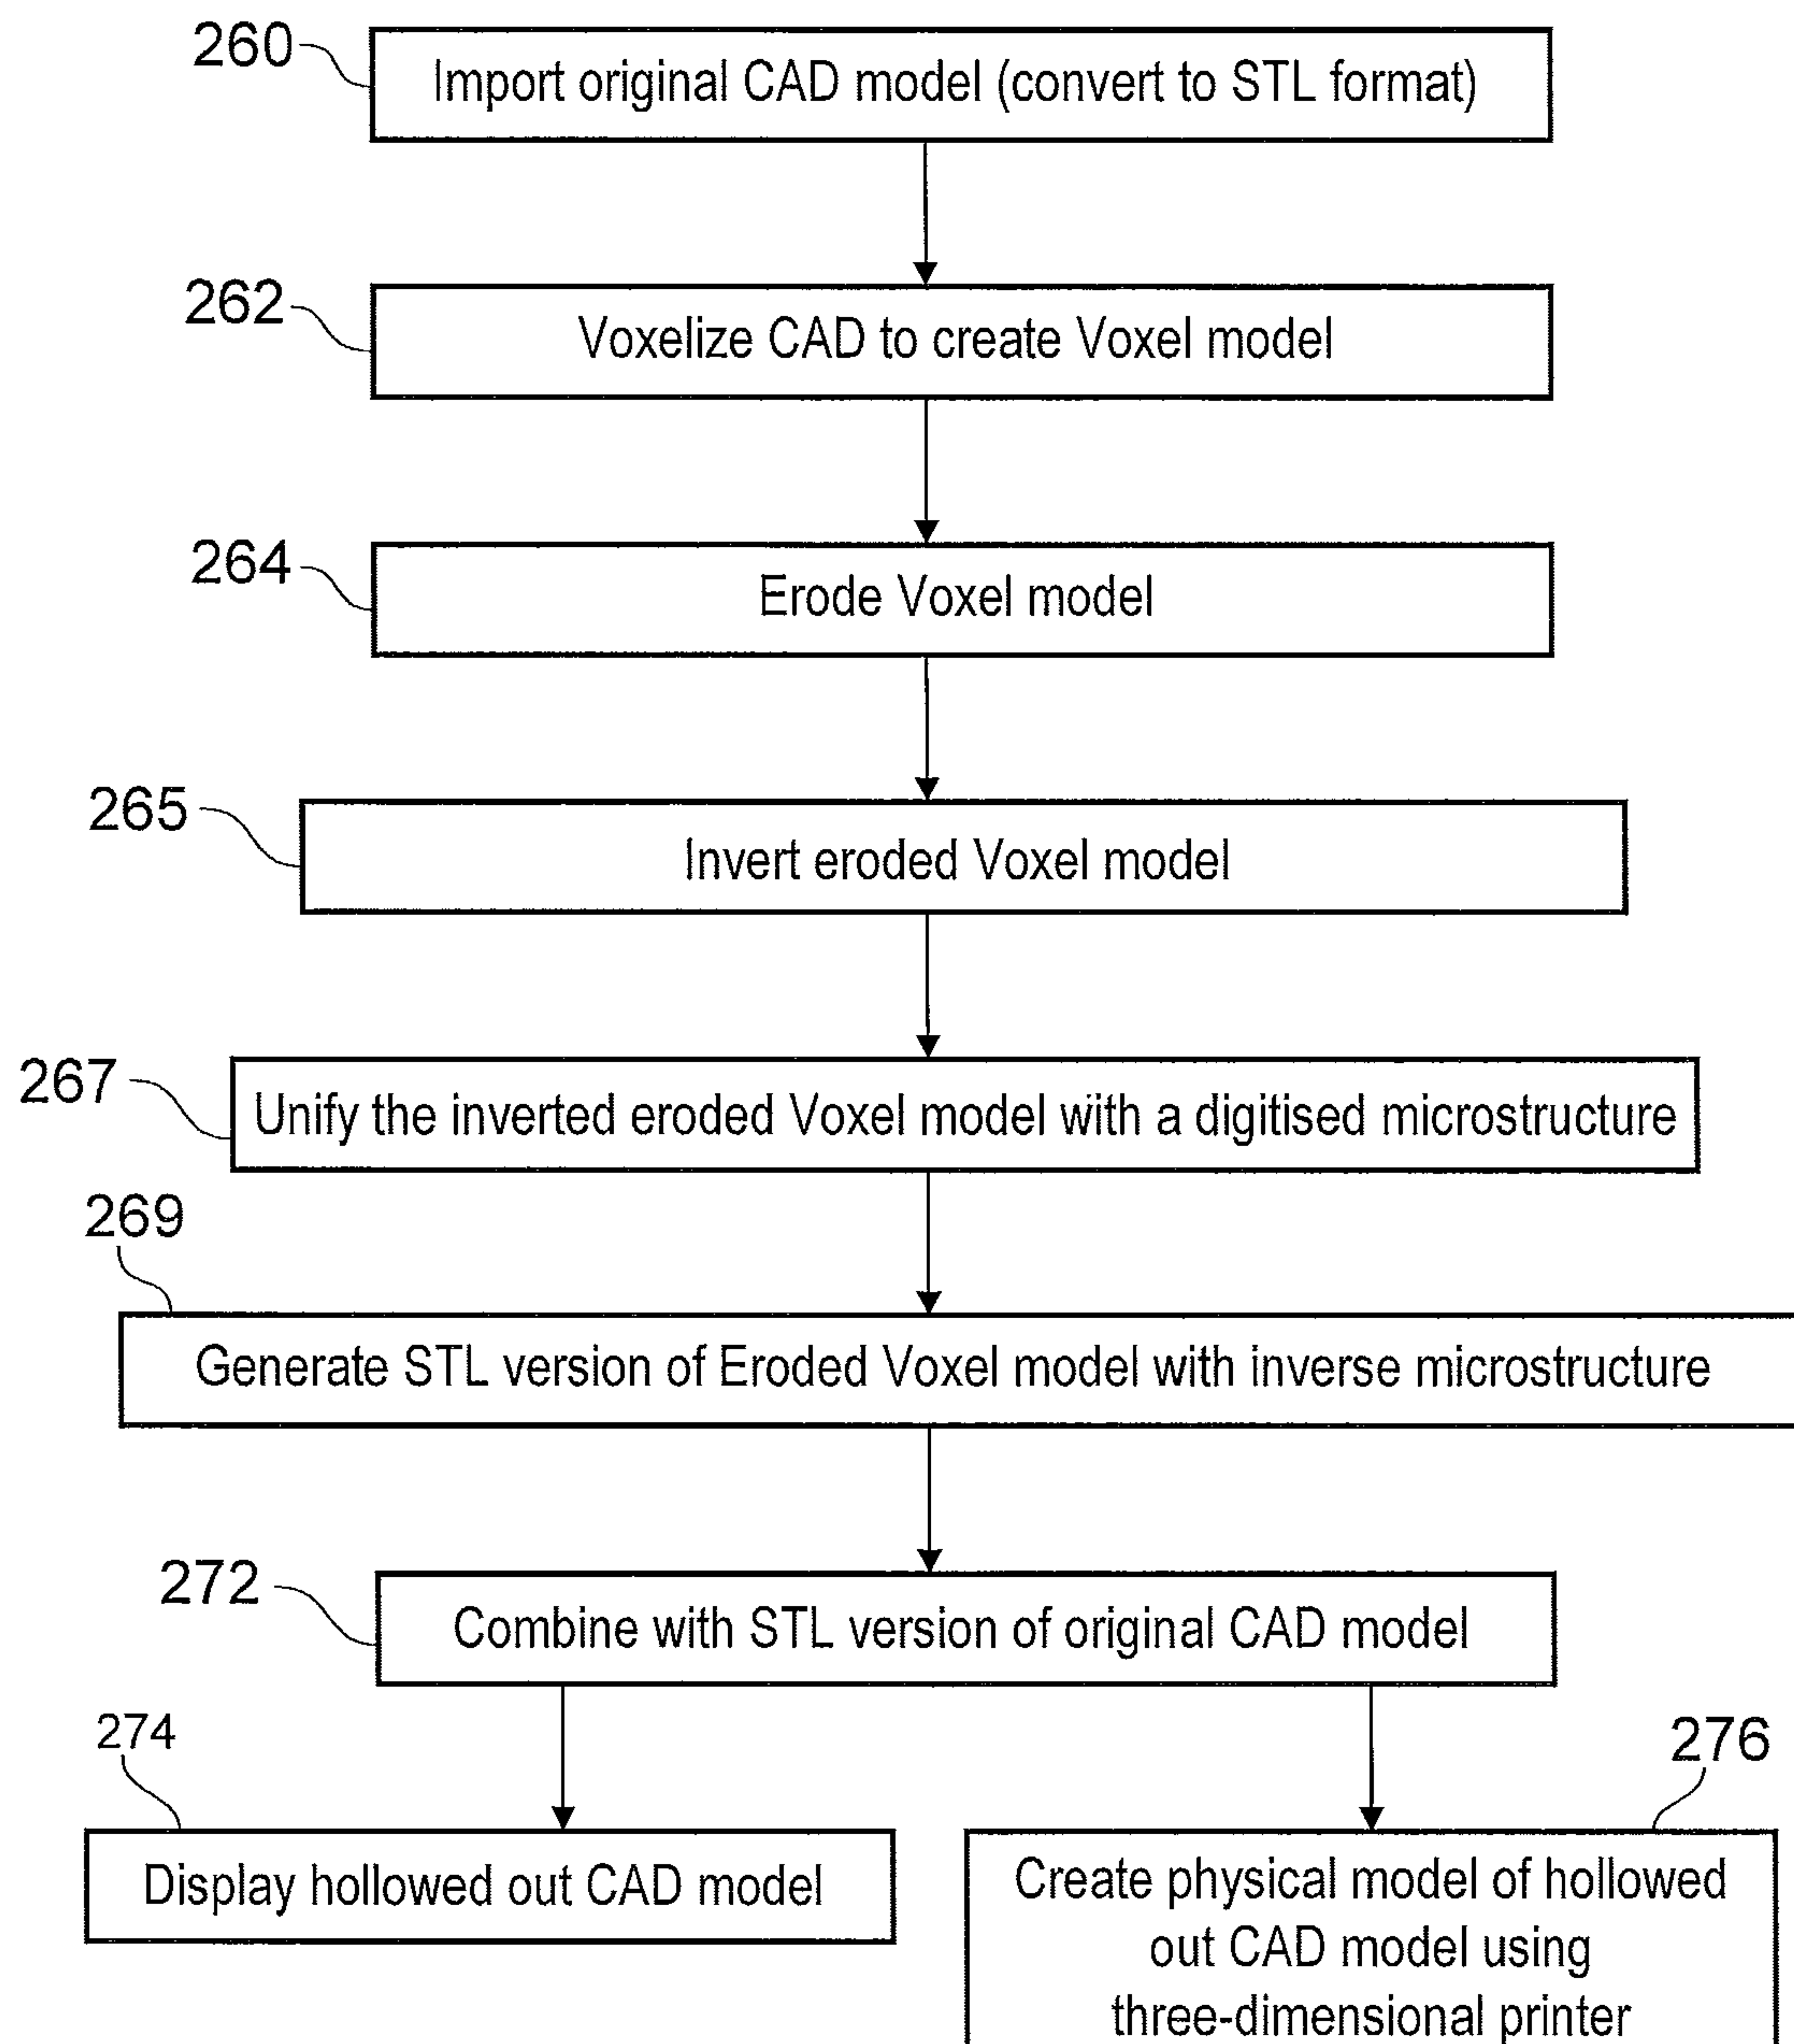 260
Import original CAD model (convert to STL format)
262
Voxelize CAD to create Voxel model
264
Erode Voxel model
265
Invert eroded Voxel model
267
Unify the inverted eroded Voxel model with a digitised microstructure
269
Generate STL version of Eroded Voxel model with inverse microstructure
272
Combine with STL version of original CAD model
274
Display hollowed out CAD model
276
Create physical model of hollowed
out CAD model using
three-dimensional printer